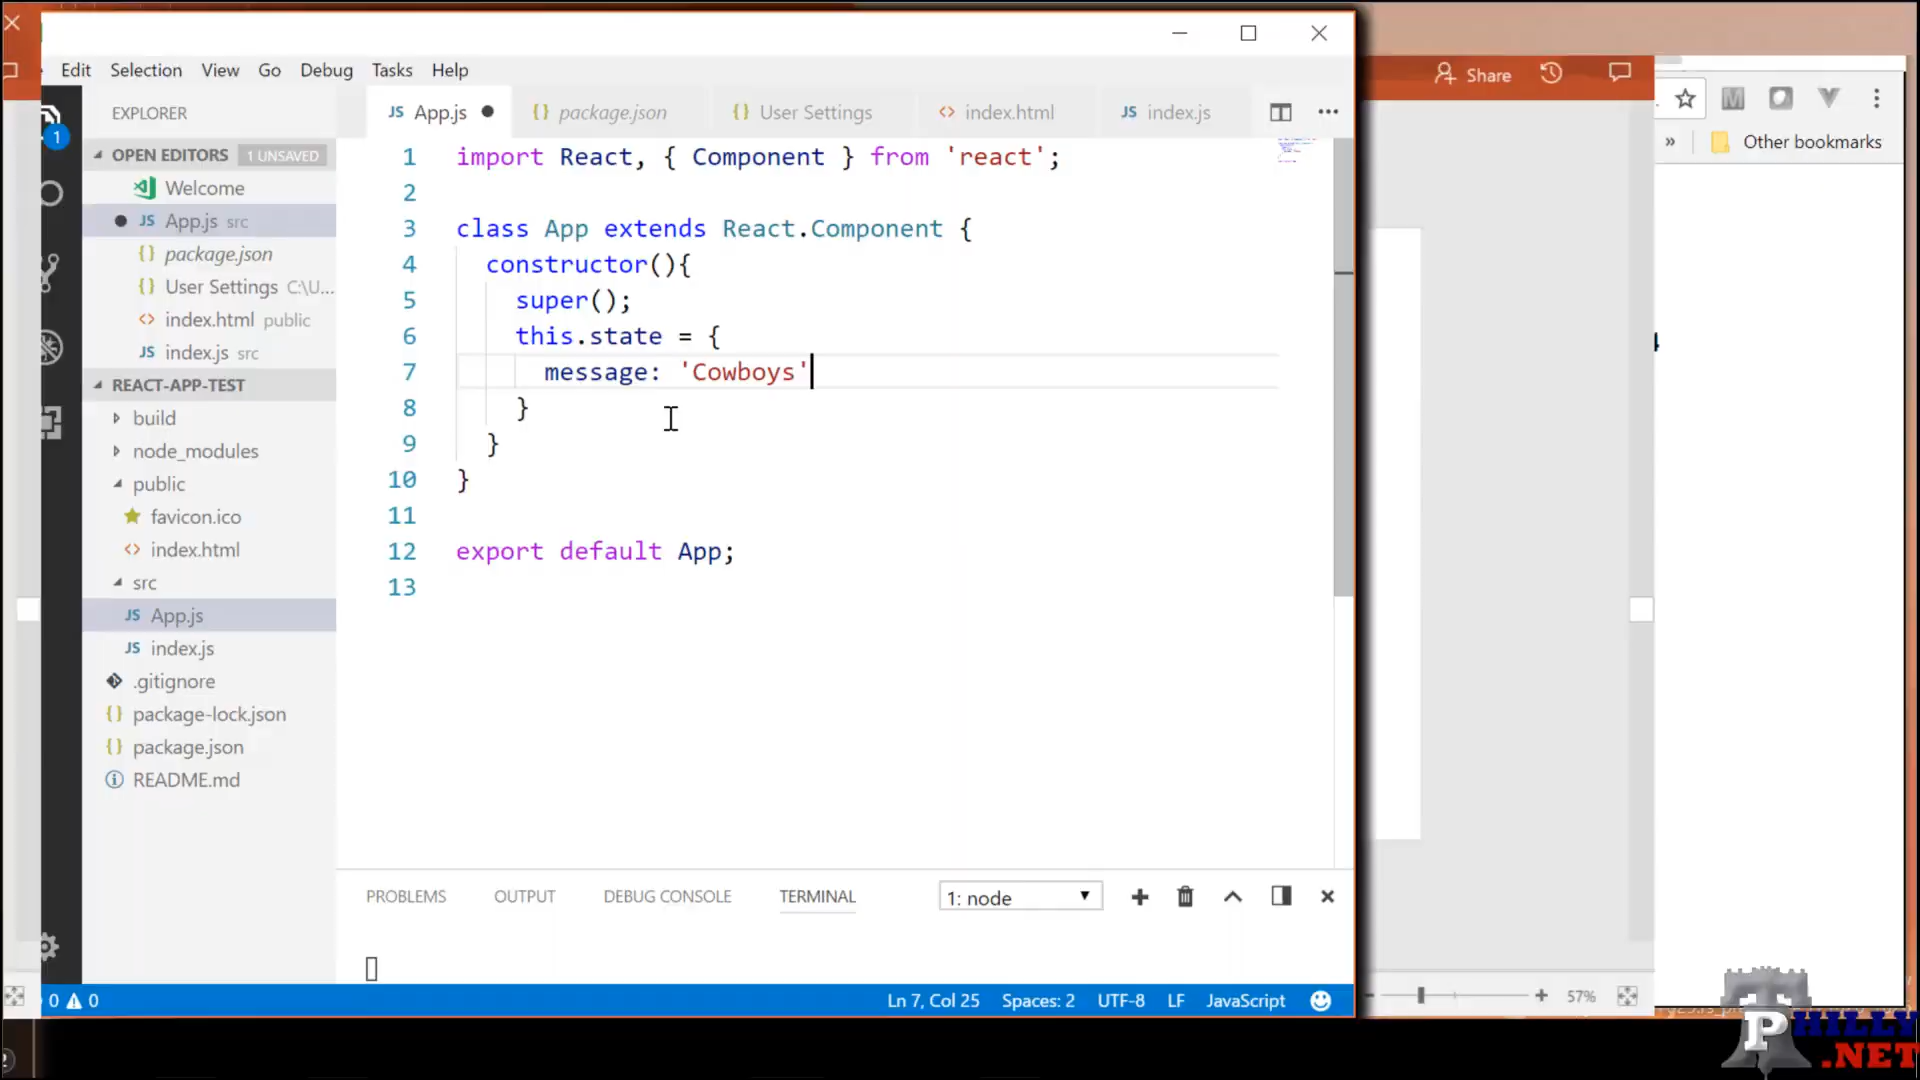 Edit Selection View Go Debug Tasks Help
Share
Other bookmarks
EXPLORER
1
OPEN EDITORS 1 UNSAVED
Welcome
App.js src
package.json
User Settings C:\U...
index.html public
index.js src
REACT-APP-TEST
build
node_modules
public
favicon.ico
index.html
src
App.js
index.js
.gitignore
package-lock.json
package.json
README.md
App.js package.json User Settings index.html index.js
1 import React, { Component } from 'react';
2
3 class App extends React.Component {
4 constructor(){
5 super();
6 this.state = {
7 message: 'Cowboys'
8 }
9 }
10 }
11
12 export default App;
13
PROBLEMS OUTPUT DEBUG CONSOLE TERMINAL 1: node
0 0 Ln 7, Col 25 Spaces: 2 UTF-8 LF JavaScript
57%
PHILLY
.NET